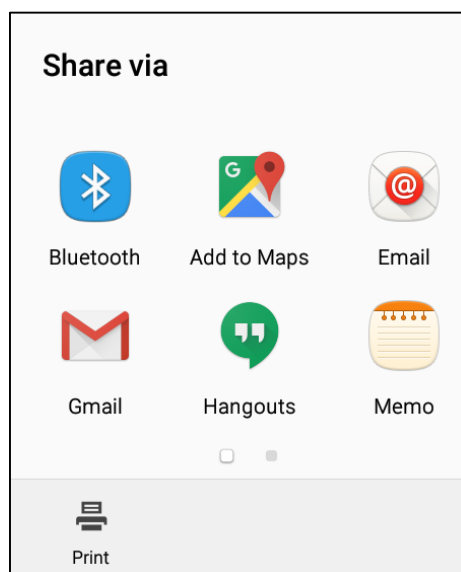 Share via
Bluetooth
Add to Maps
Email
Gmail
Hangouts
Memo
Print